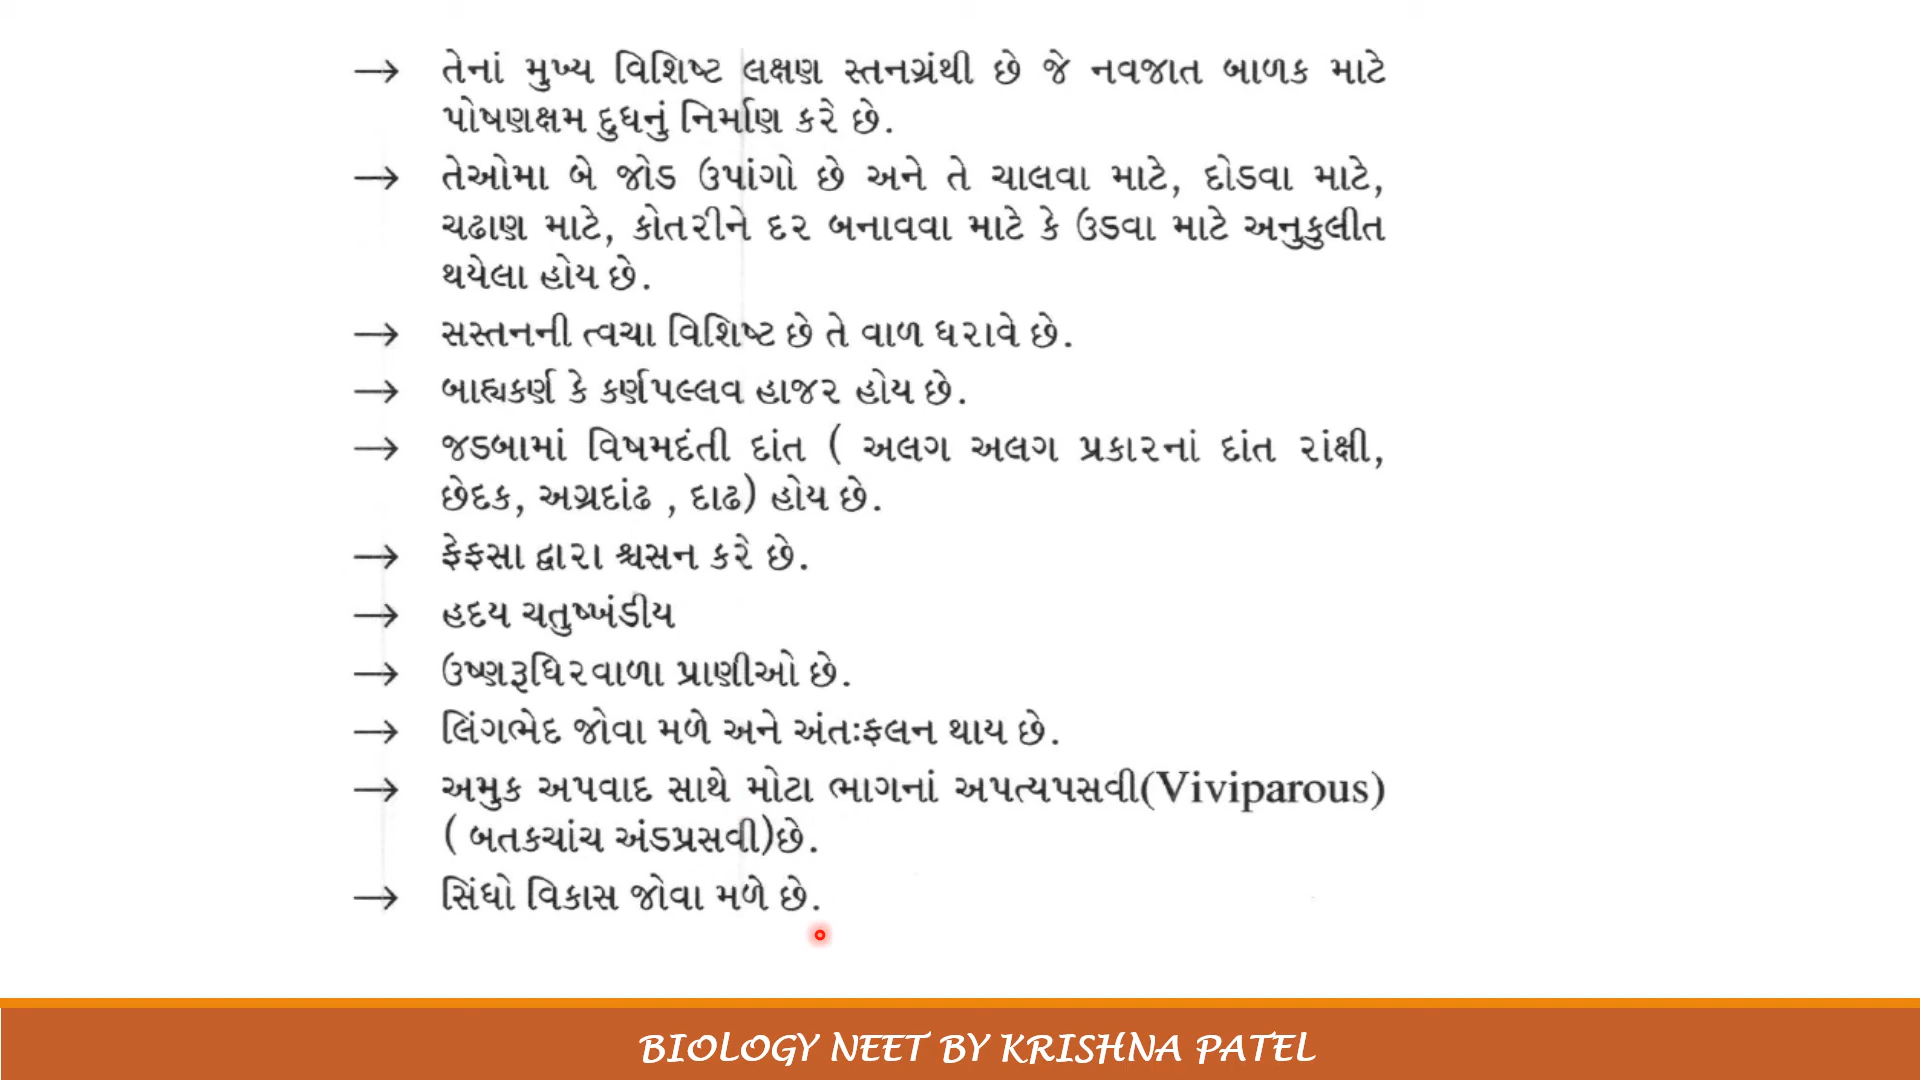 → તેનાં મુખ્ય વિશિષ્ટ લક્ષણ સ્તનગ્રંથી છે જે નવજાત બાળક માટે
પોષણક્ષમ દુધનું નિર્માણ કરે છે.
→ તેઓમા બે જોડ ઉપાંગો છે અને તે ચાલવા માટે, દોડવા માટે,
ચઢાણ માટે, કોતરીને દર બનાવવા માટે કે ઉડવા માટે અનુકુલીત
થયેલા હોય છે.
→ સસ્તનની ત્વચા વિશિષ્ટ છે તે વાળ ધરાવે છે.
→ બાહ્યકર્ણ કે કર્ણપલ્લવ હાજર હોય છે.
→ જડબામાં વિષમદંતી દાંત ( અલગ અલગ પ્રકારનાં દાંત રાંક્ષી,
છેદક, અગ્રદાંઢ , દાઢ) હોય છે.
→ ફેફસા દ્વારા શ્વસન કરે છે.
→ હદય ચતુષ્ખંડીય
→ ઉષ્ણરૂધિરવાળા પ્રાણીઓ છે.
→ લિંગભેદ જોવા મળે અને અંતઃફલન થાય છે.
→ અમુક અપવાદ સાથે મોટા ભાગનાં અપત્યપસવી(Viviparous)
( બતકચાંચ અંડપ્રસવી)છે.
→ સિંધો વિકાસ જોવા મળે છે.
BIOLOGY NEET BY KRISHNA PATEL